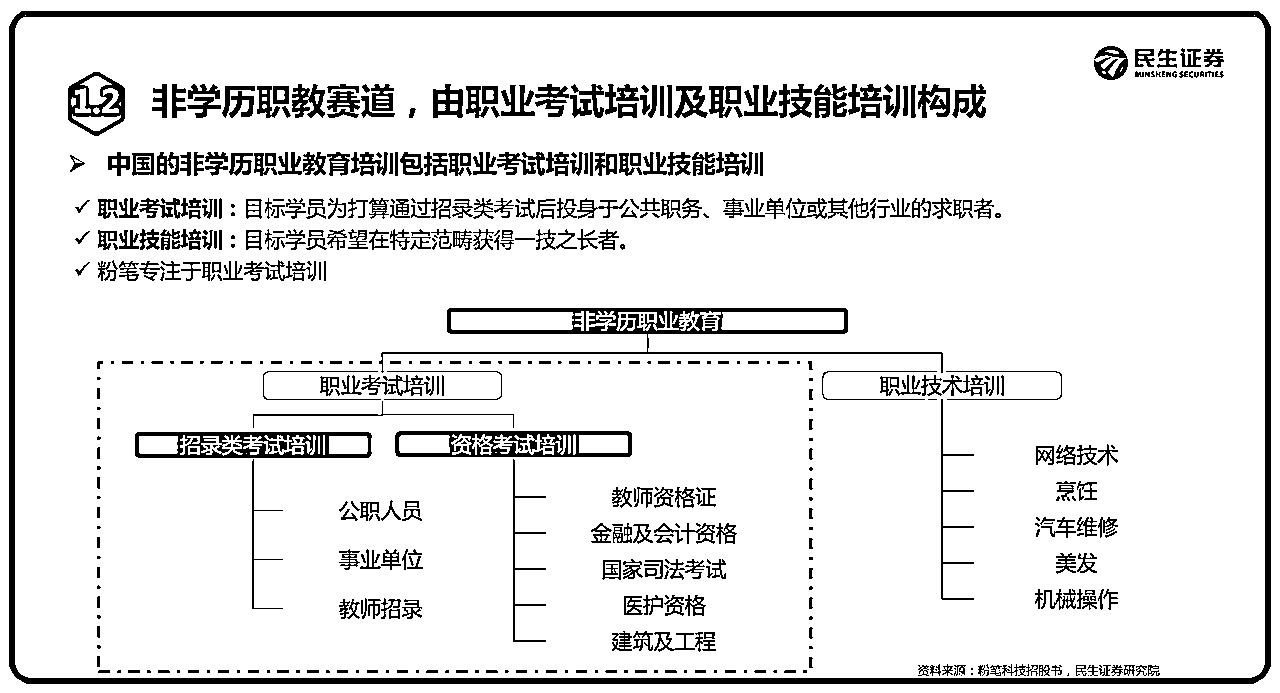 民生证券
MINSHENG SECURITIES
1.2
非学历职教赛道，由职业考试培训及职业技能培训构成
中国的非学历职业教育培训包括职业考试培训和职业技能培训
职业考试培训：目标学员为打算通过招录类考试后投身于公共职务、事业单位或其他行业的求职者。
职业技能培训：目标学员希望在特定范畴获得一技之长者。
粉笔专注于职业考试培训
非学历职业教育
职业考试培训
职业技术培训
招录类考试培训
资格考试培训
公职人员
事业单位
教师招录
教师资格证
金融及会计资格
国家司法考试
医护资格
建筑及工程
网络技术
烹饪
汽车维修
美发
机械操作
资料来源：粉笔科技招股书，民生证券研究院